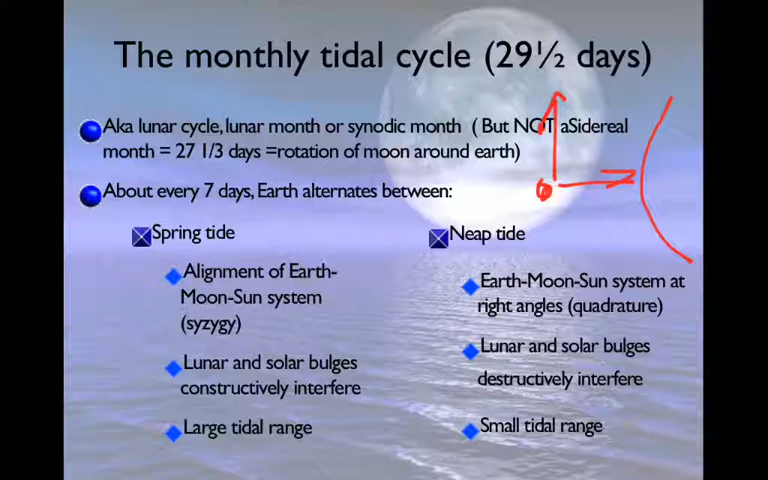 The monthly tidal cycle (29½ days)
Aka lunar cycle, lunar month or synodic month ( But NOT aSidereal
month = 27 1/3 days =rotation of moon around earth)
About every 7 days, Earth alternates between:
Spring tide
Alignment of Earth-
Moon-Sun system
(syzygy)
Lunar and solar bulges
constructively interfere
Large tidal range
Neap tide
Earth-Moon-Sun system at
right angles (quadrature)
Lunar and solar bulges
destructively interfere
Small tidal range